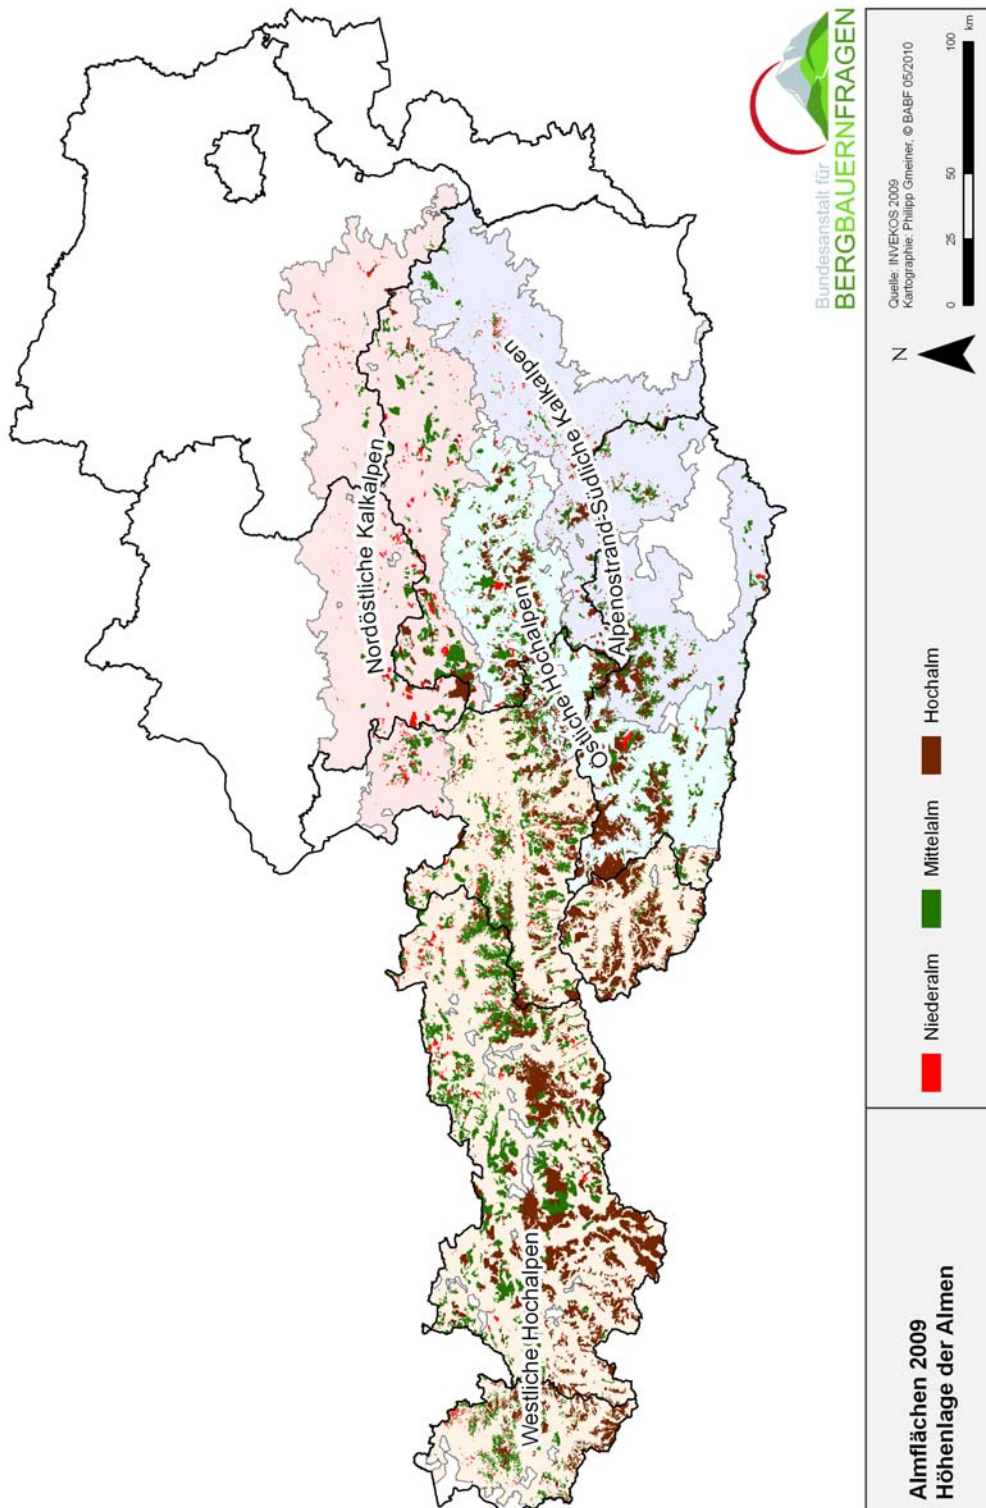 Nordöstliche Kalkalpen
Alpenostrand-Südliche Kalkalpen
Östliche Hochalpen
Westliche Hochalpen
Bundesanstalt für
BERGBAUERNFRAGEN
Almflächen 2009
Höhenlage der Almen
Niederalm
Mittelalm
Hochalm
N
Quelle: INVEKOS 2009
Kartographie: Philipp Gmeiner, © BABF 05/2010
0 25 50 100
km